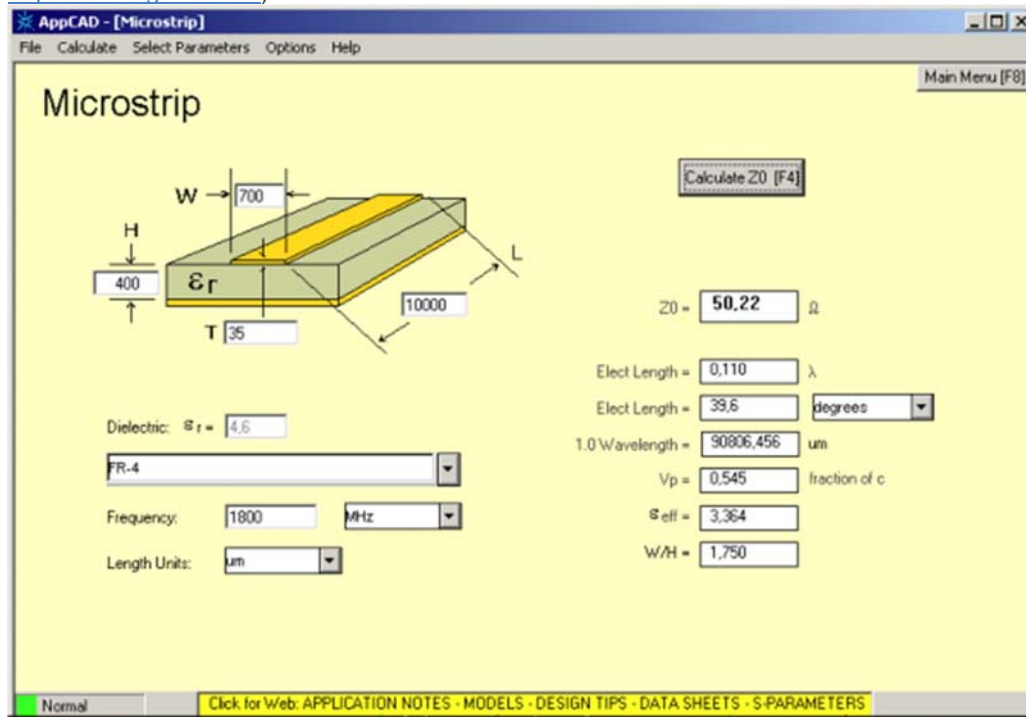 AppCAD - [Microstrip]
File Calculate Select Parameters Options Help
Main Menu [F8]
Microstrip
Calculate Z0 [F4]
W
700
H
400
εr
L
10000
T
35
Z0 = 50,22 Ω
Elect Length = 0,110 λ
Elect Length = 39,6 degrees
1.0 Wavelength = 90806,456 um
Vp = 0,545 fraction of c
εeff = 3,364
W/H = 1,750
Dielectric: εr = 4,6
FR-4
Frequency: 1800 MHz
Length Units: um
Normal
Click for Web: APPLICATION NOTES - MODELS - DESIGN TIPS - DATA SHEETS - S-PARAMETERS